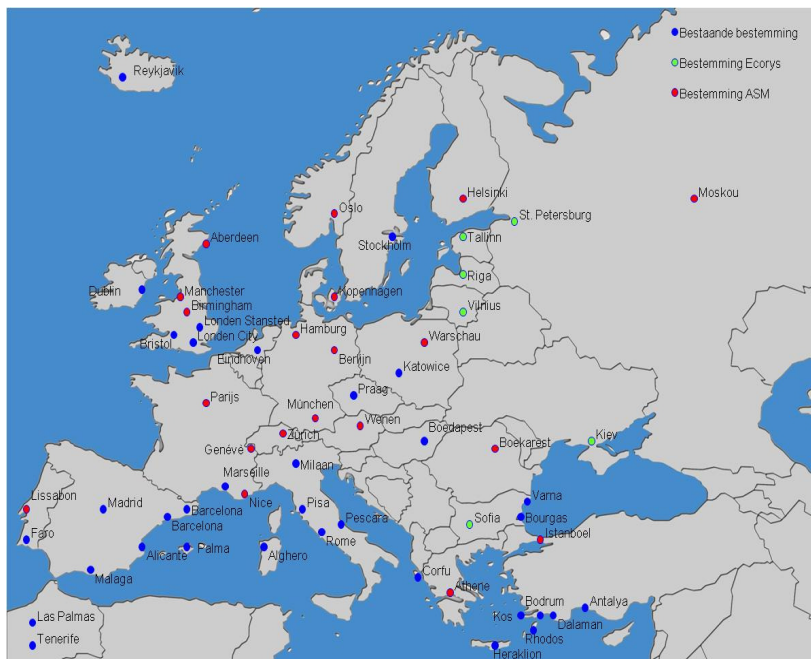 Reykjavik
Bestaande bestemming
Bestemming Ecorys
Bestemming ASM
Helsinki
Moskou
Oslo
St. Petersburg
Stockholm
Tallinn
Aberdeen
Riga
Dublin
Manchester
Kopenhagen
Birmingham
Vilnius
Londen Stansted
Hamburg
Bristol
Londen City
Warschau
Eindhoven
Berlijn
Katowice
Praag
Parijs
München
Wenen
Zürich
Boedapest
Kiev
Genévè
Boekarest
Milaan
Marseille
Nice
Lissabon
Madrid
Barcelona
Pisa
Varna
Barcelona
Pescara
Sofia
Bourgas
Faro
Rome
Istanboel
Alicante
Palma
Alghero
Malaga
Corfu
Athene
Las Palmas
Bodrum
Antalya
Kos
Dalaman
Tenerife
Rhodos
Heraklion